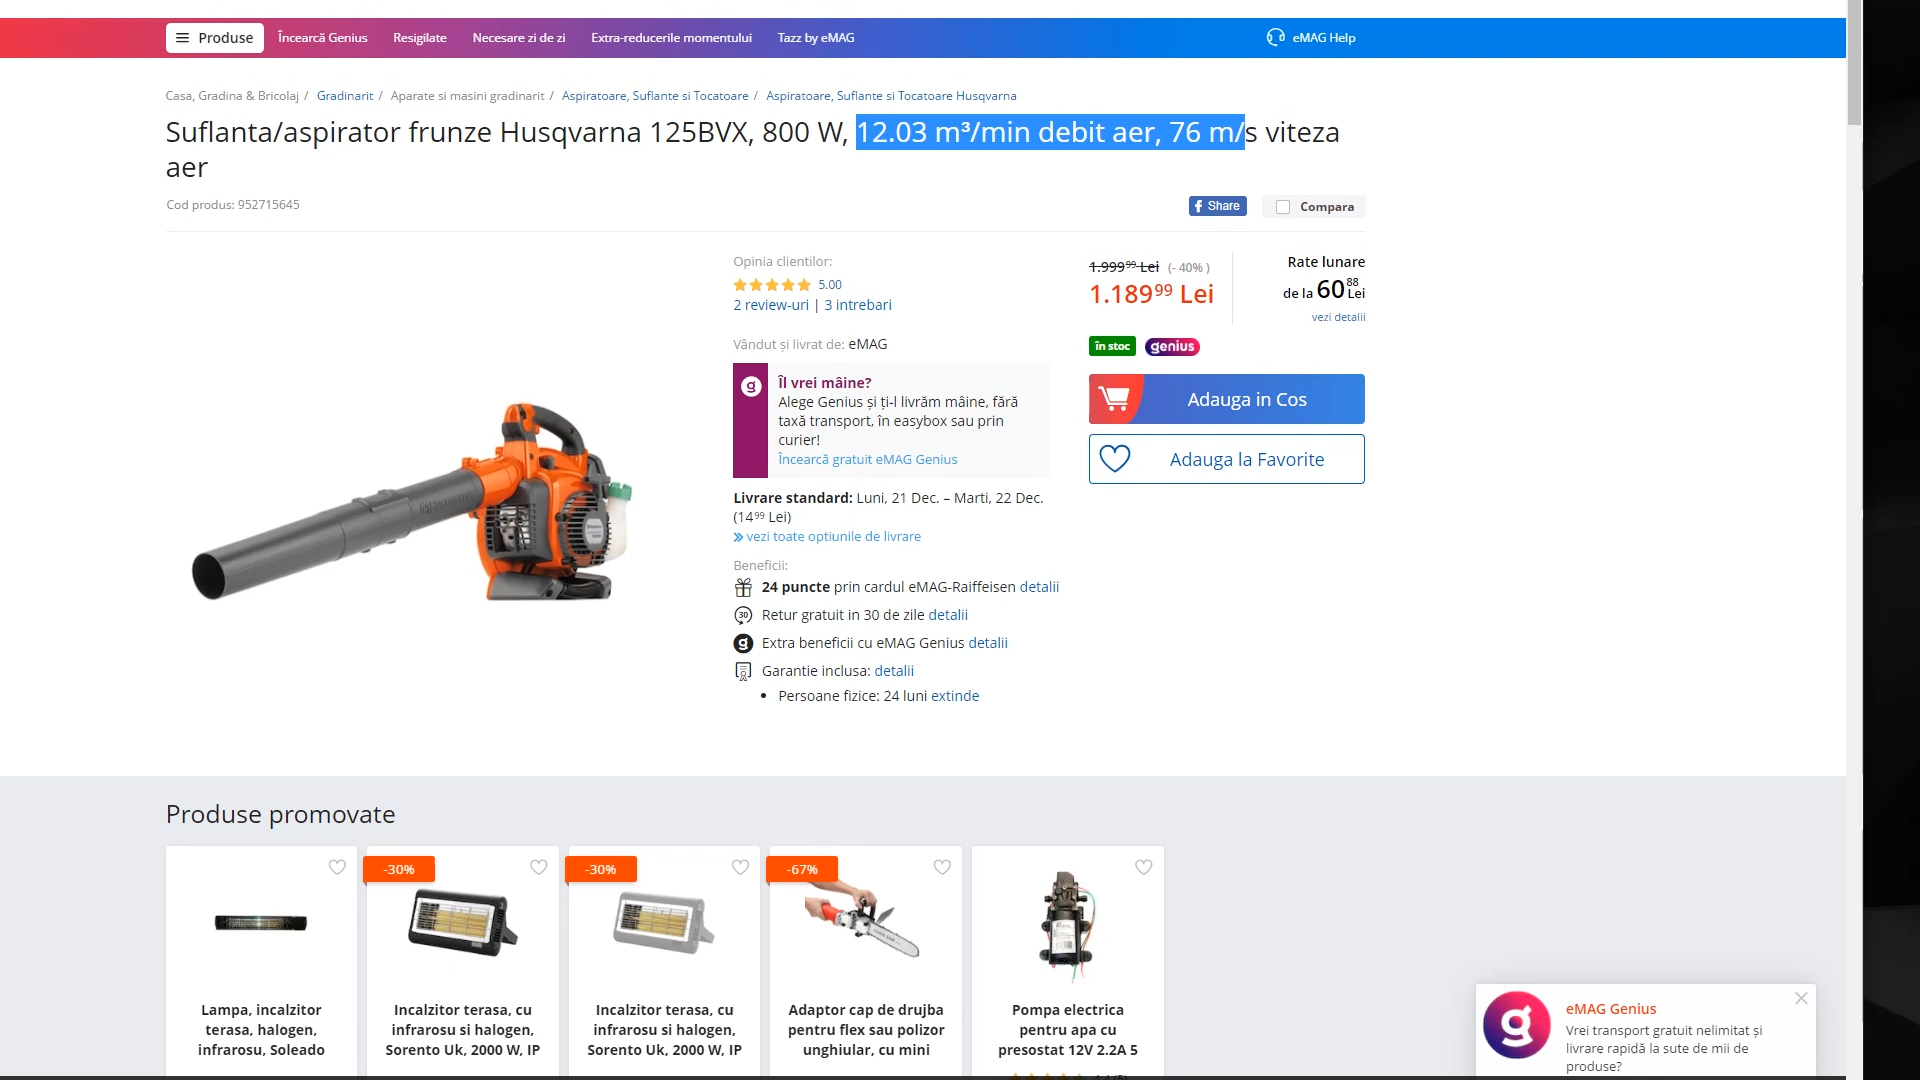 Produse
Încearcă Genius
Resigilate
Necesare zi de zi
Extra-reducerile momentului
Tazz by eMAG
eMAG Help
Casa, Gradina & Bricolaj / Gradinarit / Aparate si masini gradinarit / Aspiratoare, Suflante si Tocatoare / Aspiratoare, Suflante si Tocatoare Husqvarna
Suflanta/aspirator frunze Husqvarna 125BVX, 800 W, 12.03 m³/min debit aer, 76 m/s viteza
aer
Cod produs: 952715645
Share
Compara
Opinia clientilor:
5.00
2 review-uri | 3 intrebari
Vândut și livrat de: eMAG
g
Îl vrei mâine?
Alege Genius și ți-l livrăm mâine, fără
taxă transport, în easybox sau prin
curier!
Încearcă gratuit eMAG Genius
Livrare standard: Luni, 21 Dec. – Marti, 22 Dec.
(14⁹⁹ Lei)
vezi toate optiunile de livrare
Beneficii:
24 puncte prin cardul eMAG-Raiffeisen detalii
30 Retur gratuit in 30 de zile detalii
g Extra beneficii cu eMAG Genius detalii
Garantie inclusa: detalii
• Persoane fizice: 24 luni extinde
1.999⁹⁹ Lei (- 40% )
1.189⁹⁹ Lei
Rate lunare
de la 60⁸⁸ Lei
vezi detalii
în stoc
genius
Adauga in Cos
Adauga la Favorite
Produse promovate
Lampa, incalzitor
terasa, halogen,
infrarosu, Soleado
-30%
Incalzitor terasa, cu
infrarosu si halogen,
Sorento Uk, 2000 W, IP
-30%
Incalzitor terasa, cu
infrarosu si halogen,
Sorento Uk, 2000 W, IP
-67%
Adaptor cap de drujba
pentru flex sau polizor
unghiular, cu mini
Pompa electrica
pentru apa cu
presostat 12V 2.2A 5
g
eMAG Genius
Vrei transport gratuit nelimitat și
livrare rapidă la sute de mii de
produse?